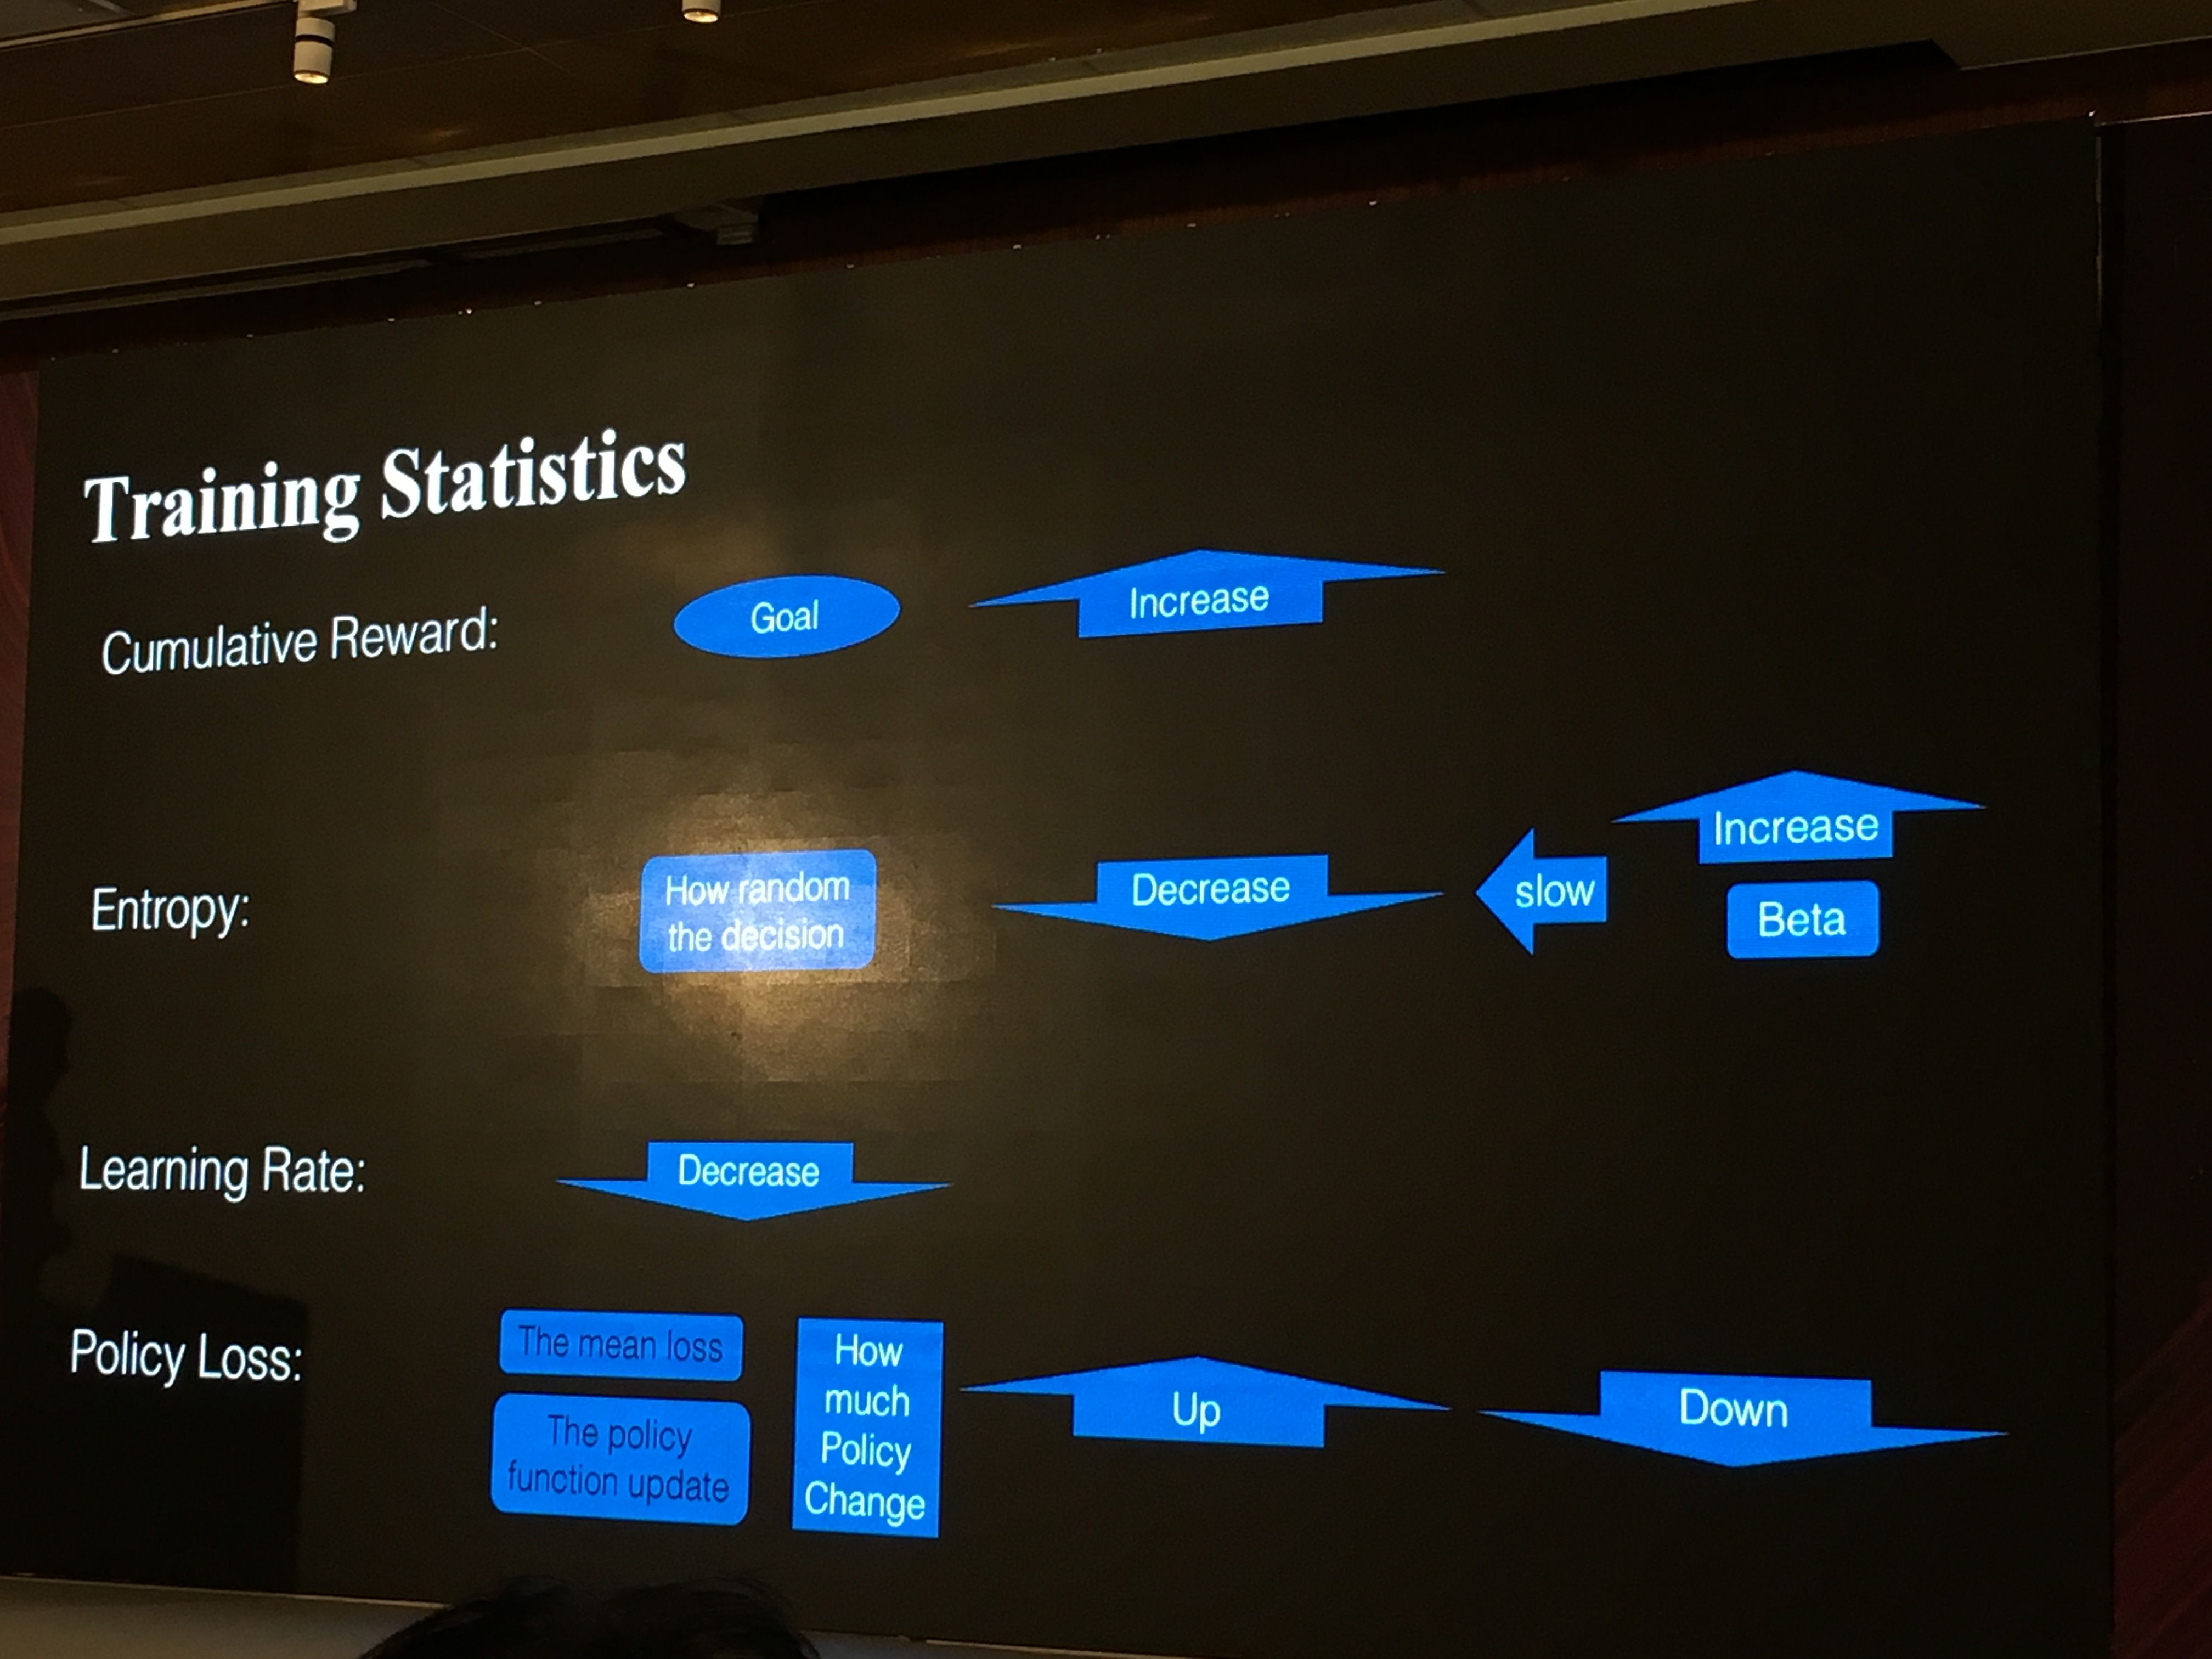 Training Statistics
Cumulative Reward:
Goal
Increase
Entropy:
How random
the decision
Decrease
slow
Increase
Beta
Learning Rate:
Decrease
Policy Loss:
The mean loss
The policy
function update
How
much
Policy
Change
Up
Down